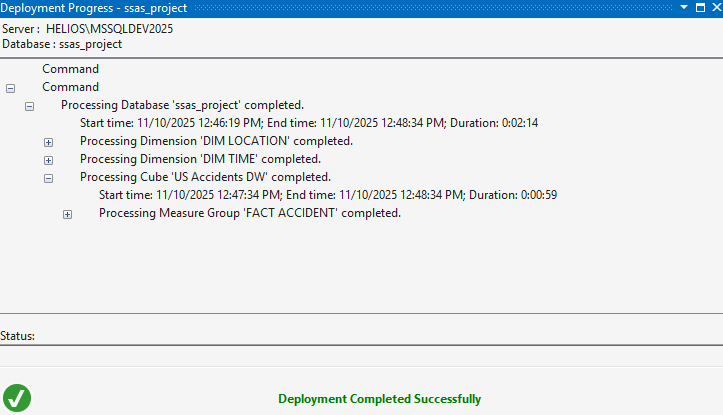 Deployment Progress - ssas_project
Server : HELIOS\MSSQLDEV2025
Database : ssas_project
Command
Command
Processing Database 'ssas_project' completed.
Start time: 11/10/2025 12:46:19 PM; End time: 11/10/2025 12:48:34 PM; Duration: 0:02:14
Processing Dimension 'DIM LOCATION' completed.
Processing Dimension 'DIM TIME' completed.
Processing Cube 'US Accidents DW' completed.
Start time: 11/10/2025 12:47:34 PM; End time: 11/10/2025 12:48:34 PM; Duration: 0:00:59
Processing Measure Group 'FACT ACCIDENT' completed.
Status:
Deployment Completed Successfully